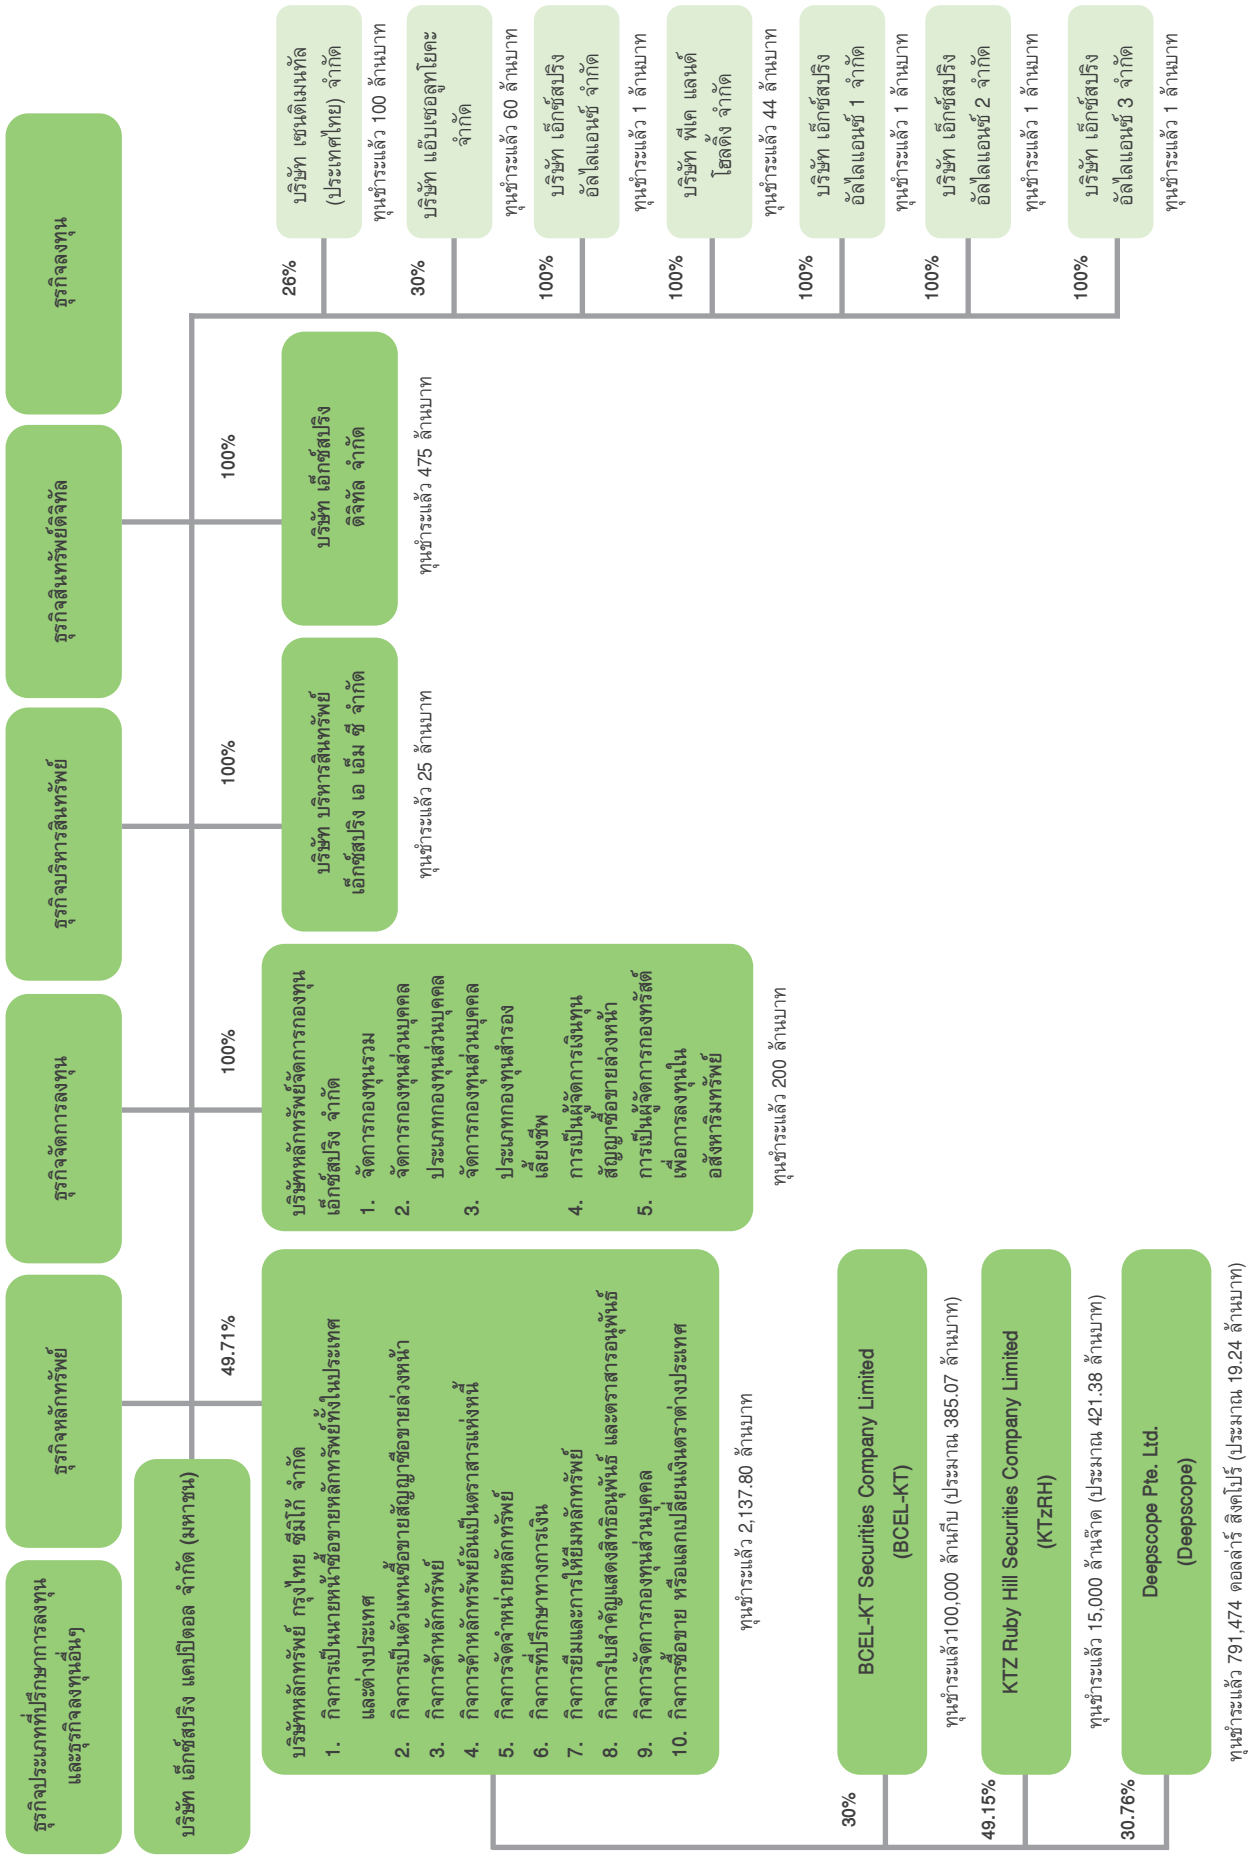 ธุรกิจประเภทที่ปรึกษาการลงทุน
และธุรกิจลงทุนอื่นๆ
ธุรกิจหลักทรัพย์
ธุรกิจจัดการลงทุน
ธุรกิจบริหารสินทรัพย์
ธุรกิจสินทรัพย์ดิจิทัล
ธุรกิจลงทุน
บริษัท เอ็กซ์สปริง แคปปิตอล จำกัด (มหาชน)
49.71%
100%
100%
100%
บริษัทหลักทรัพย์ กรุงไทย ซีมิโก้ จำกัด
1. กิจการเป็นนายหน้าซื้อขายหลักทรัพย์ทั้งในประเทศ
และต่างประเทศ
2. กิจการเป็นตัวแทนซื้อขายสัญญาซื้อขายล่วงหน้า
3. กิจการค้าหลักทรัพย์
4. กิจการค้าหลักทรัพย์อันเป็นตราสารแห่งหนี้
5. กิจการจัดจำหน่ายหลักทรัพย์
6. กิจการที่ปรึกษาทางการเงิน
7. กิจการยืมและการให้ยืมหลักทรัพย์
8. กิจการใบสำคัญแสดงสิทธิอนุพันธ์ และตราสารอนุพันธ์
9. กิจการจัดการกองทุนส่วนบุคคล
10. กิจการซื้อขาย หรือแลกเปลี่ยนเงินตราต่างประเทศ
ทุนชำระแล้ว 2,137.80 ล้านบาท
บริษัทหลักทรัพย์จัดการกองทุน
เอ็กซ์สปริง จำกัด
1. จัดการกองทุนรวม
2. จัดการกองทุนส่วนบุคคล
ประเภทกองทุนส่วนบุคคล
3. จัดการกองทุนส่วนบุคคล
ประเภทกองทุนสำรอง
เลี้ยงชีพ
4. การเป็นผู้จัดการเงินทุน
สัญญาซื้อขายล่วงหน้า
5. การเป็นผู้จัดการกองทรัสต์
เพื่อการลงทุนใน
อสังหาริมทรัพย์
ทุนชำระแล้ว 200 ล้านบาท
บริษัท บริหารสินทรัพย์
เอ็กซ์สปริง เอ เอ็ม ซี จำกัด
ทุนชำระแล้ว 25 ล้านบาท
บริษัท เอ็กซ์สปริง
ดิจิทัล จำกัด
ทุนชำระแล้ว 475 ล้านบาท
26%
บริษัท เซนติเมนทัล
(ประเทศไทย) จำกัด
ทุนชำระแล้ว 100 ล้านบาท
30%
บริษัท แอ๊บเซอลูทโยคะ
จำกัด
ทุนชำระแล้ว 60 ล้านบาท
100%
บริษัท เอ็กซ์สปริง
อัลไลแอนซ์ จำกัด
ทุนชำระแล้ว 1 ล้านบาท
100%
บริษัท พีเค แลนด์
โฮลดิ้ง จำกัด
ทุนชำระแล้ว 44 ล้านบาท
100%
บริษัท เอ็กซ์สปริง
อัลไลแอนซ์ 1 จำกัด
ทุนชำระแล้ว 1 ล้านบาท
100%
บริษัท เอ็กซ์สปริง
อัลไลแอนซ์ 2 จำกัด
ทุนชำระแล้ว 1 ล้านบาท
100%
บริษัท เอ็กซ์สปริง
อัลไลแอนซ์ 3 จำกัด
ทุนชำระแล้ว 1 ล้านบาท
30%
BCEL-KT Securities Company Limited
(BCEL-KT)
ทุนชำระแล้ว100,000 ล้านกีบ (ประมาณ 385.07 ล้านบาท)
49.15%
KTZ Ruby Hill Securities Company Limited
(KTzRH)
ทุนชำระแล้ว 15,000 ล้านจ๊าด (ประมาณ 421.38 ล้านบาท)
30.76%
Deepscope Pte. Ltd.
(Deepscope)
ทุนชำระแล้ว 791,474 ดอลล่าร์ สิงคโปร์ (ประมาณ 19.24 ล้านบาท)